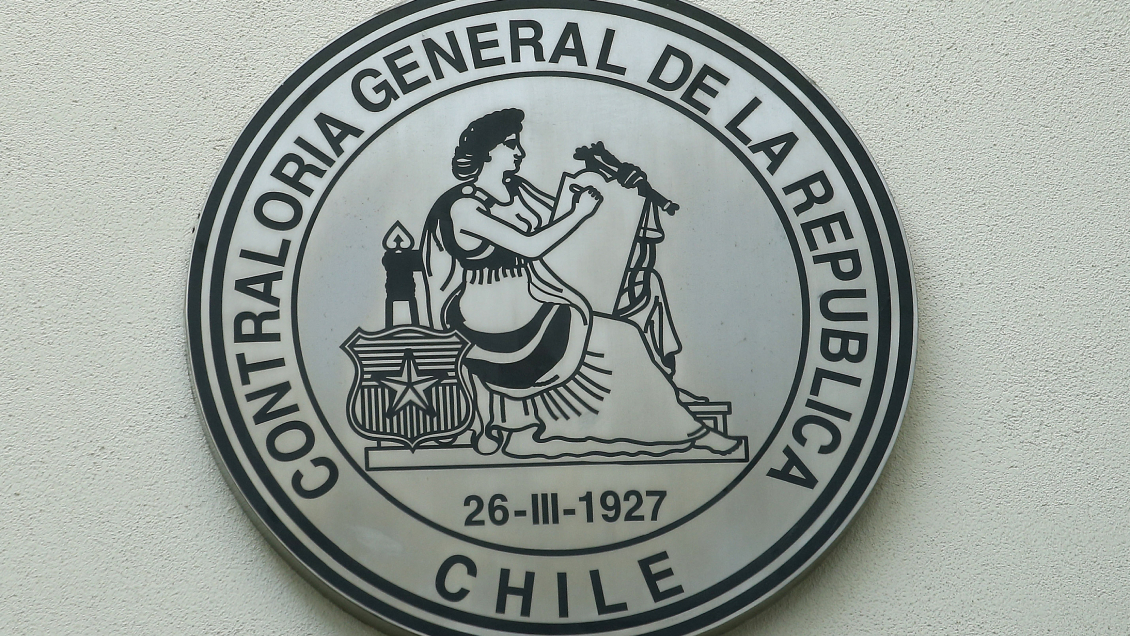 CONTRALORIA GENERAL DE LA REPUBLICA
26-III-1927
CHILE